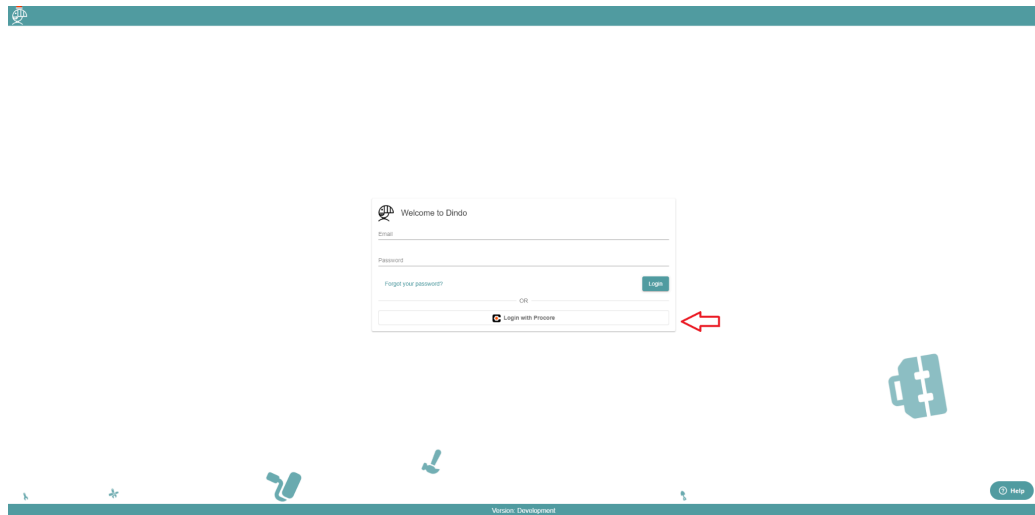 Welcome to Dindo
Email
Password
Forgot your password?
Login
OR
Login with Procore
Help
Version: Development